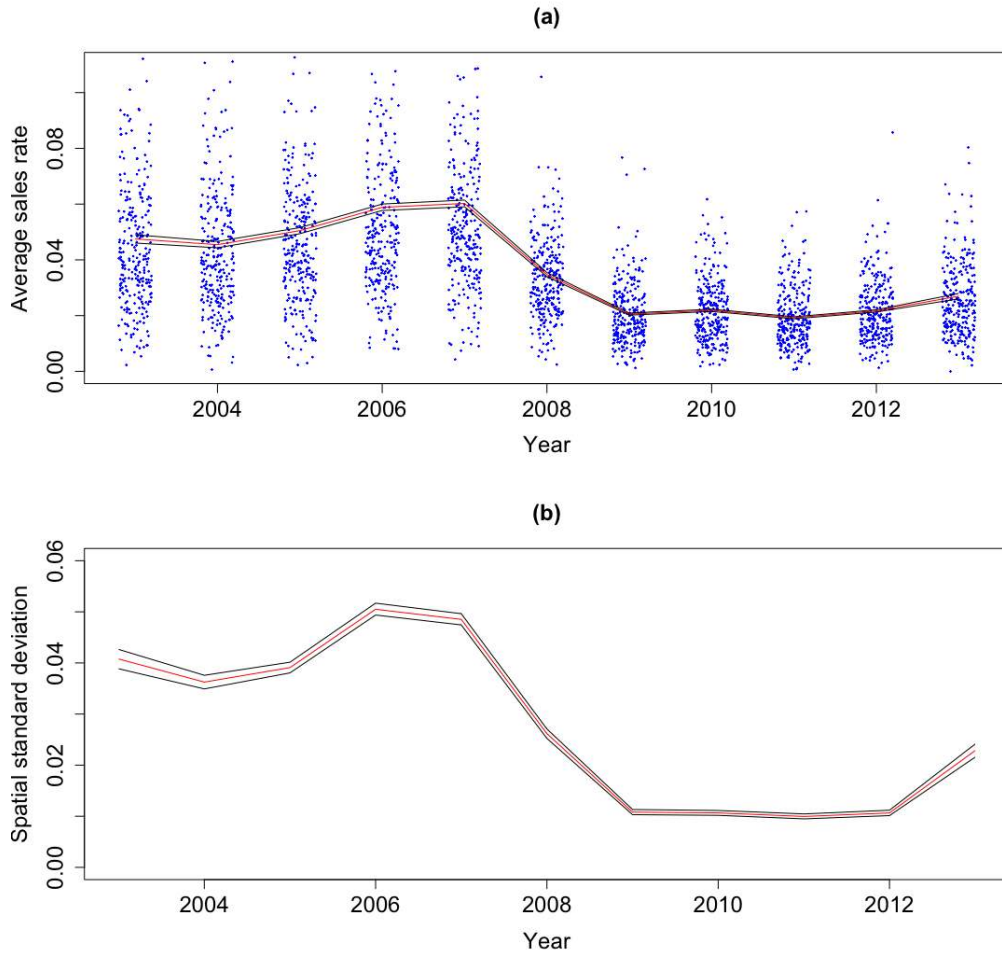 (a)
Average sales rate
0.08
0.04
0.00
2004 2006 2008 2010 2012
Year
(b)
Spatial standard deviation
0.06
0.04
0.02
0.00
2004 2006 2008 2010 2012
Year